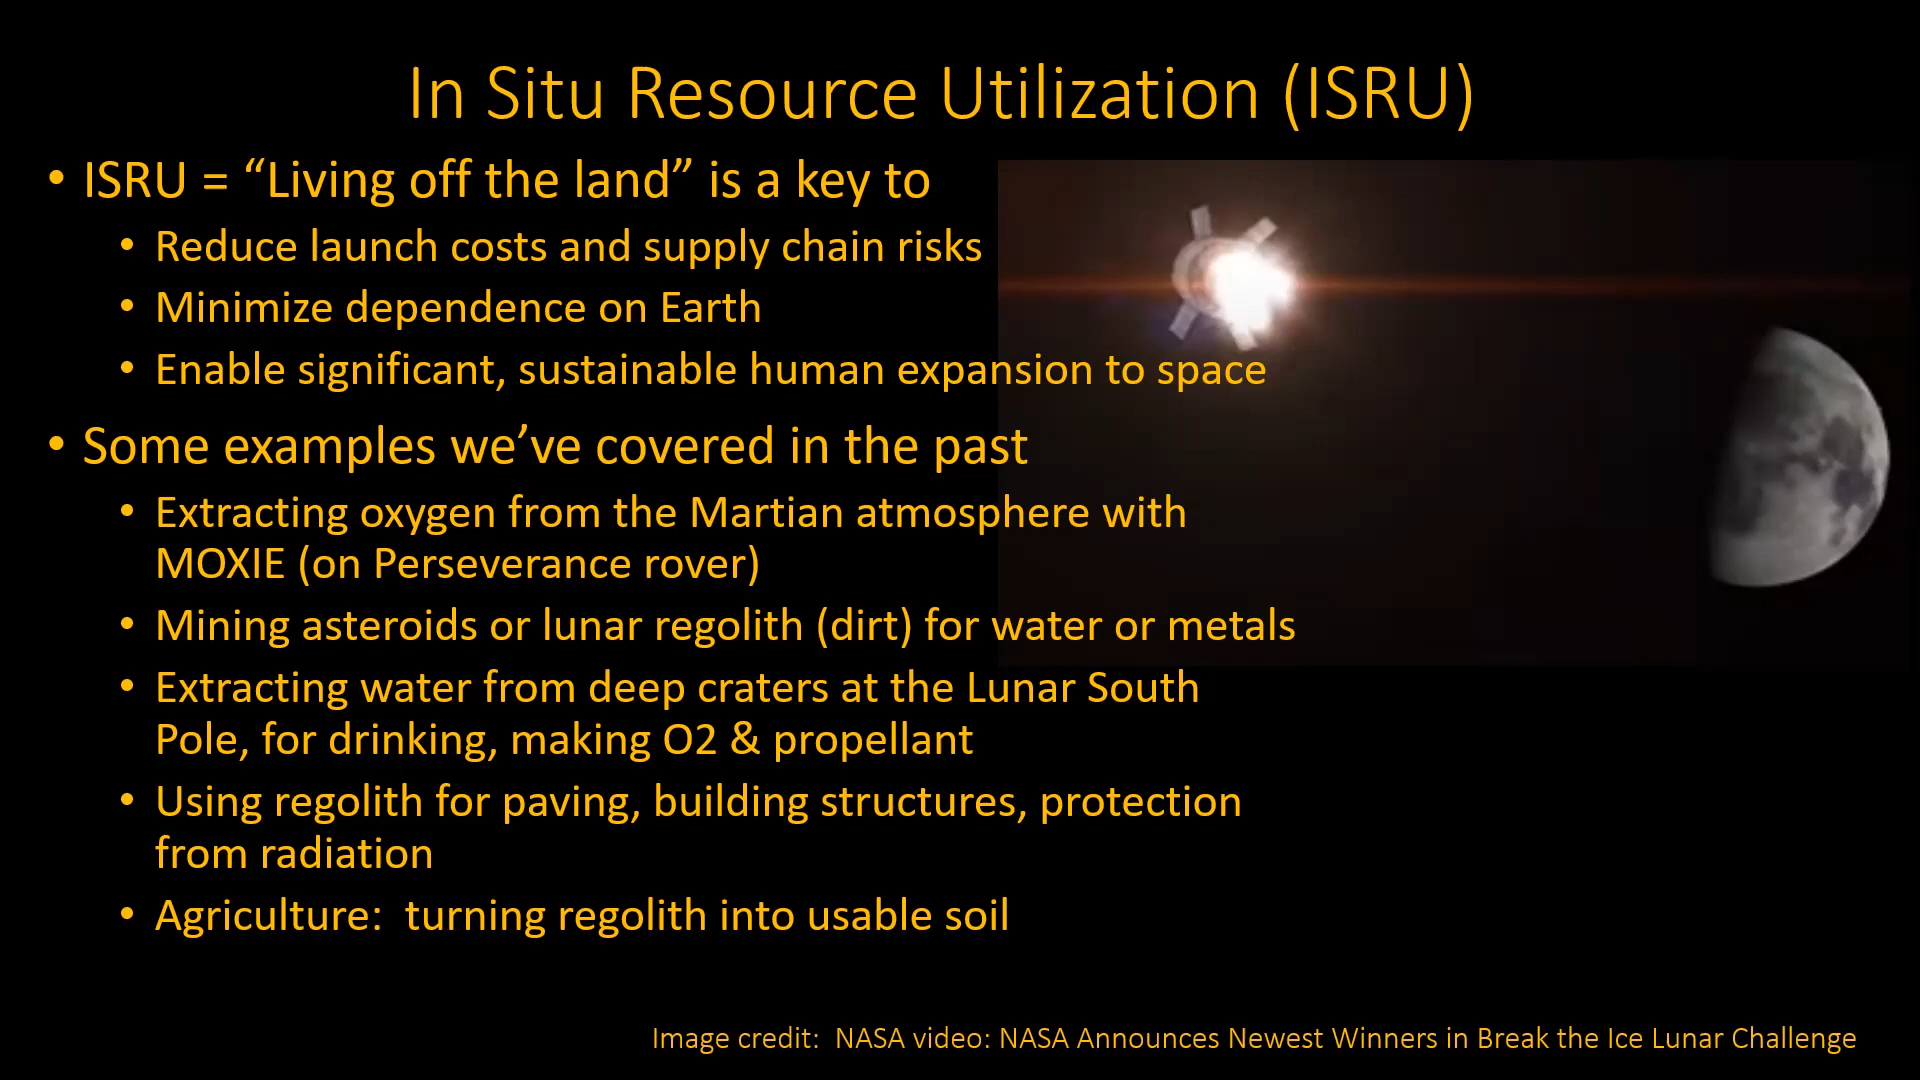 In Situ Resource Utilization (ISRU)
• ISRU = “Living off the land” is a key to
• Reduce launch costs and supply chain risks
• Minimize dependence on Earth
• Enable significant, sustainable human expansion to space
• Some examples we’ve covered in the past
• Extracting oxygen from the Martian atmosphere with
MOXIE (on Perseverance rover)
• Mining asteroids or lunar regolith (dirt) for water or metals
• Extracting water from deep craters at the Lunar South
Pole, for drinking, making O2 & propellant
• Using regolith for paving, building structures, protection
from radiation
• Agriculture:  turning regolith into usable soil
Image credit:  NASA video: NASA Announces Newest Winners in Break the Ice Lunar Challenge